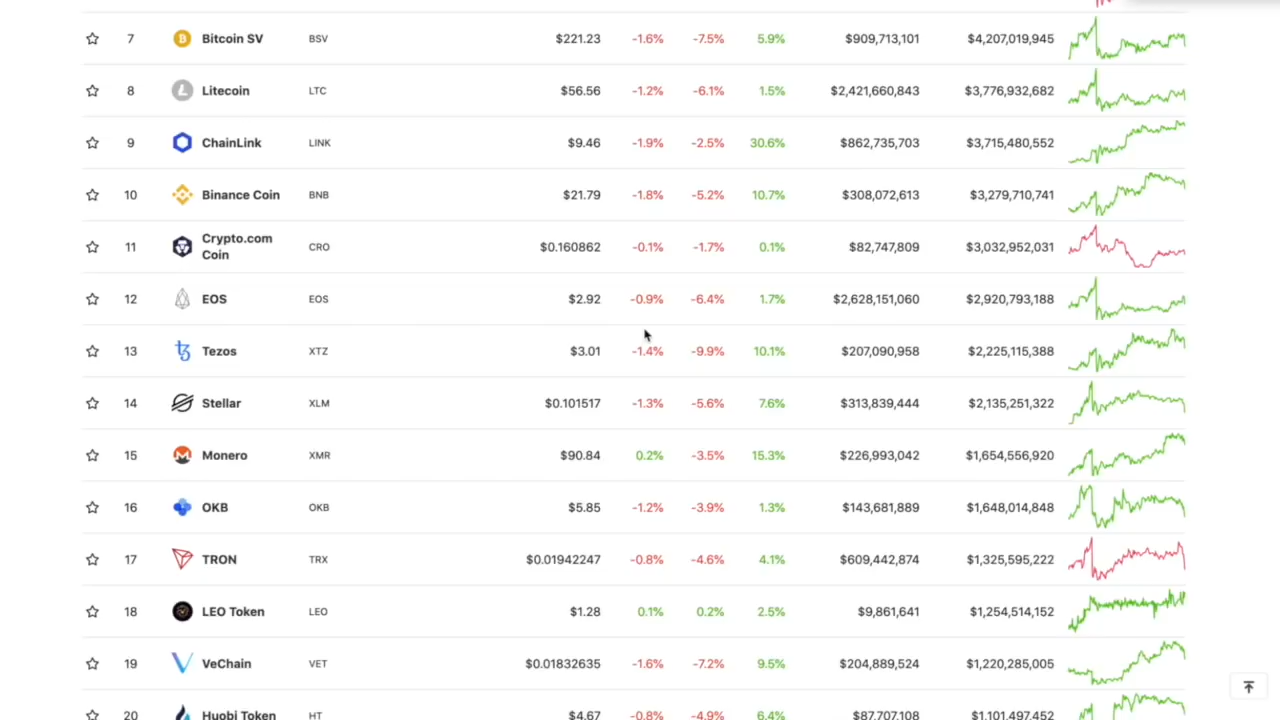 7 Bitcoin SV BSV $221.23 -1.6% -7.5% 5.9% $909,713,101 $4,207,019,945
8 Litecoin LTC $56.56 -1.2% -6.1% 1.5% $2,421,660,843 $3,776,932,682
9 ChainLink LINK $9.46 -1.9% -2.5% 30.6% $862,735,703 $3,715,480,552
10 Binance Coin BNB $21.79 -1.8% -5.2% 10.7% $308,072,613 $3,279,710,741
11 Crypto.com Coin CRO $0.160862 -0.1% -1.7% 0.1% $82,747,809 $3,032,952,031
12 EOS EOS $2.92 -0.9% -6.4% 1.7% $2,628,151,060 $2,920,793,188
13 Tezos XTZ $3.01 -1.4% -9.9% 10.1% $207,090,958 $2,225,115,388
14 Stellar XLM $0.101517 -1.3% -5.6% 7.6% $313,839,444 $2,135,251,322
15 Monero XMR $90.84 0.2% -3.5% 15.3% $226,993,042 $1,654,556,920
16 OKB OKB $5.85 -1.2% -3.9% 1.3% $143,681,889 $1,648,014,848
17 TRON TRX $0.01942247 -0.8% -4.6% 4.1% $609,442,874 $1,325,595,222
18 LEO Token LEO $1.28 0.1% 0.2% 2.5% $9,861,641 $1,254,514,152
19 VeChain VET $0.01832635 -1.6% -7.2% 9.5% $204,889,524 $1,220,285,005
20 Huobi Token HT $4.67 -0.8% -4.9% 6.4% $87,707,108 $1,101,497,452